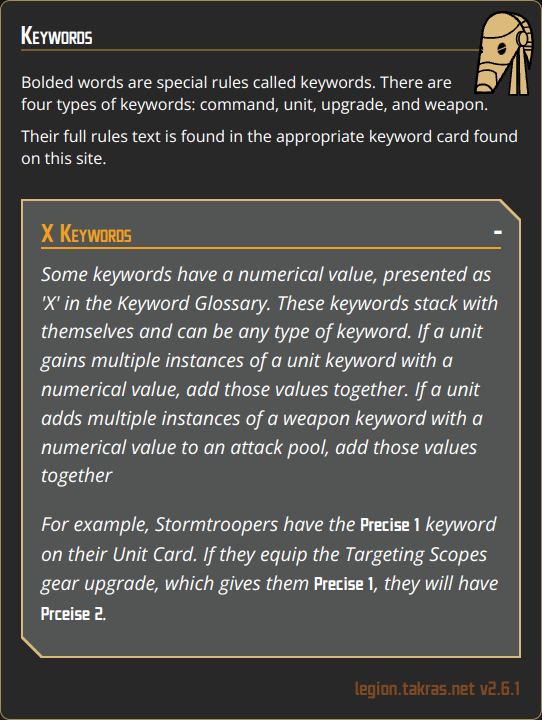 Keywords
Bolded words are special rules called keywords. There are
four types of keywords: command, unit, upgrade, and weapon.
Their full rules text is found in the appropriate keyword card found
on this site.
X Keywords -
Some keywords have a numerical value, presented as
'X' in the Keyword Glossary. These keywords stack with
themselves and can be any type of keyword. If a unit
gains multiple instances of a unit keyword with a
numerical value, add those values together. If a unit
adds multiple instances of a weapon keyword with a
numerical value to an attack pool, add those values
together
For example, Stormtroopers have the Precise 1 keyword
on their Unit Card. If they equip the Targeting Scopes
gear upgrade, which gives them Precise 1, they will have
Prceise 2.
legion.takras.net v2.6.1